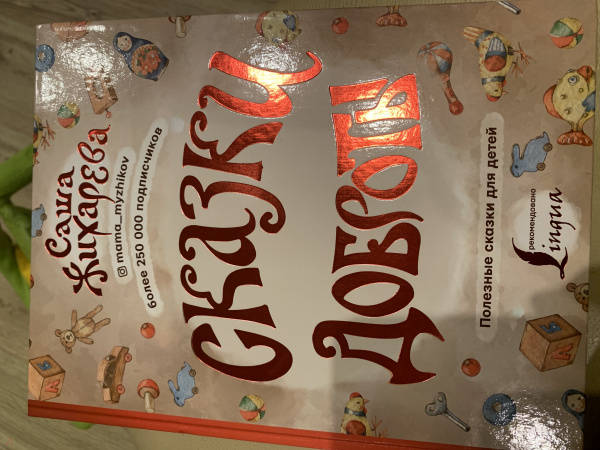 Саша
Жихарева
mama_myzhikov
более 250 000 подписчиков
СКАЗКИ
ДОБРОТЫ
Полезные сказки для детей
рекомендовано
Lingua